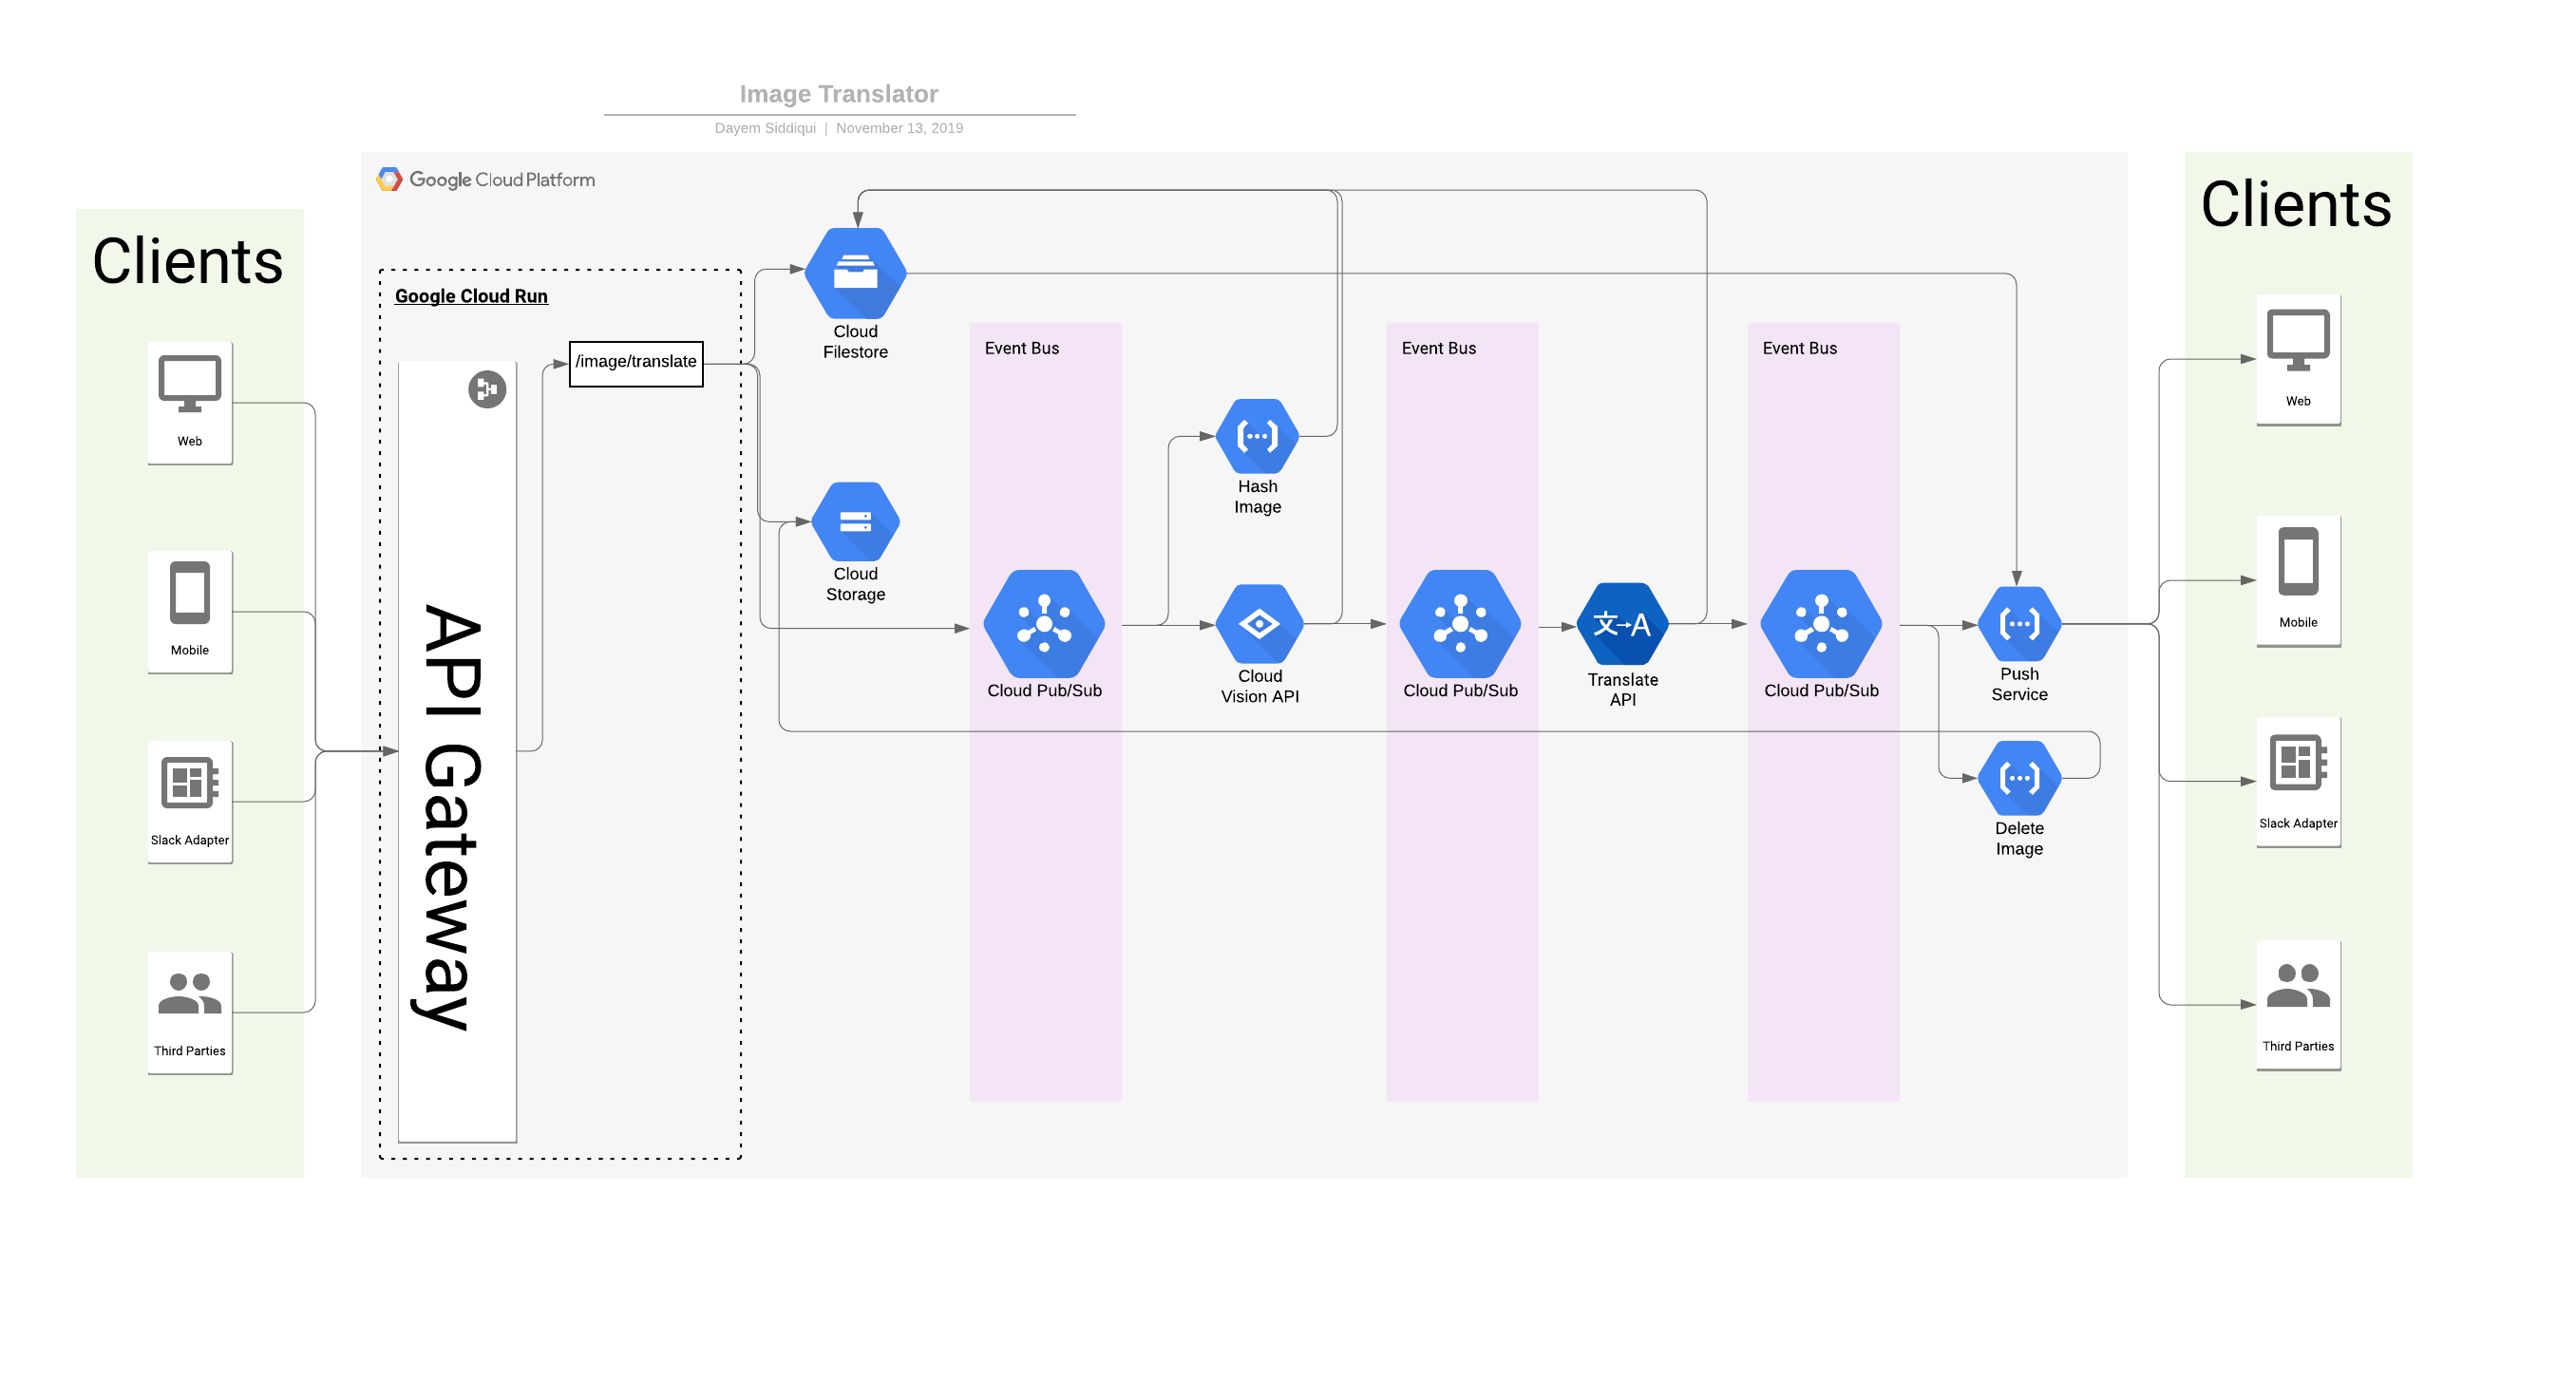 Image Translator
Dayem Siddiqui | November 13, 2019
Google Cloud Platform
Clients
Web
Mobile
Slack Adapter
Third Parties
Google Cloud Run
API Gateway
/image/translate
Cloud
Filestore
Cloud
Storage
Event Bus
Cloud Pub/Sub
Hash
Image
Cloud
Vision API
Event Bus
Cloud Pub/Sub
文→A
Translate
API
Event Bus
Cloud Pub/Sub
Push
Service
Delete
Image
Clients
Web
Mobile
Slack Adapter
Third Parties